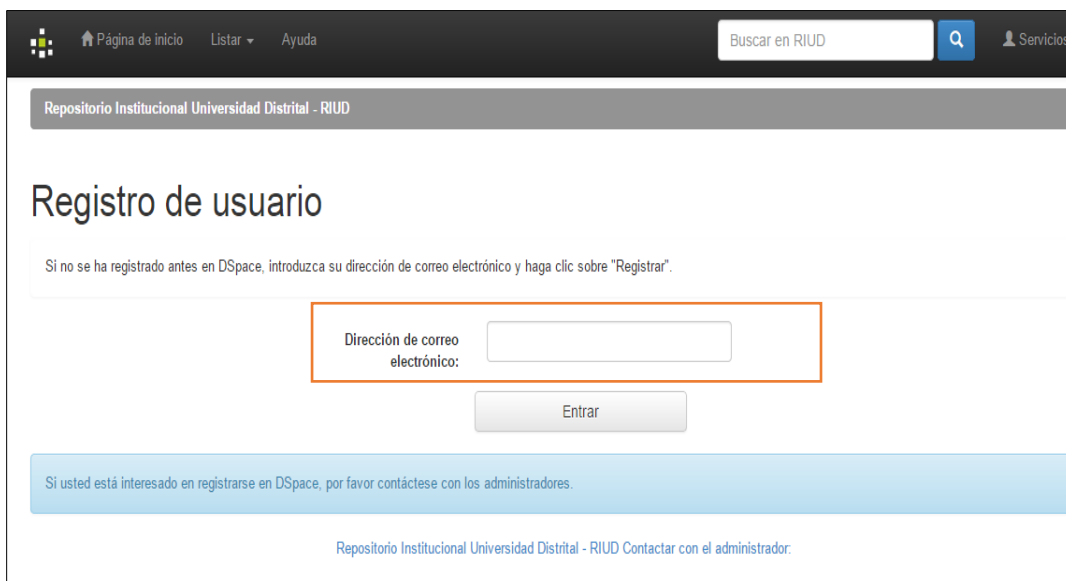 Página de inicio Listar Ayuda Buscar en RIUD Servicios
Repositorio Institucional Universidad Distrital - RIUD
Registro de usuario
Si no se ha registrado antes en DSpace, introduzca su dirección de correo electrónico y haga clic sobre "Registrar".
Dirección de correo
electrónico:
Entrar
Si usted está interesado en registrarse en DSpace, por favor contáctese con los administradores.
Repositorio Institucional Universidad Distrital - RIUD Contactar con el administrador: